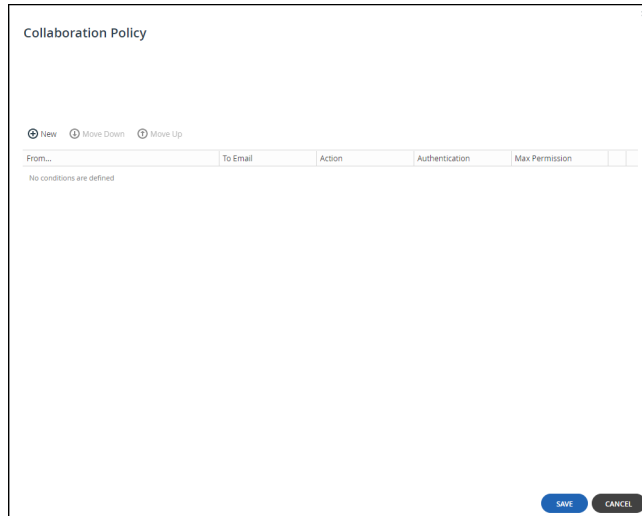 Collaboration Policy
New Move Down Move Up
From... To Email Action Authentication Max Permission
No conditions are defined
SAVE CANCEL